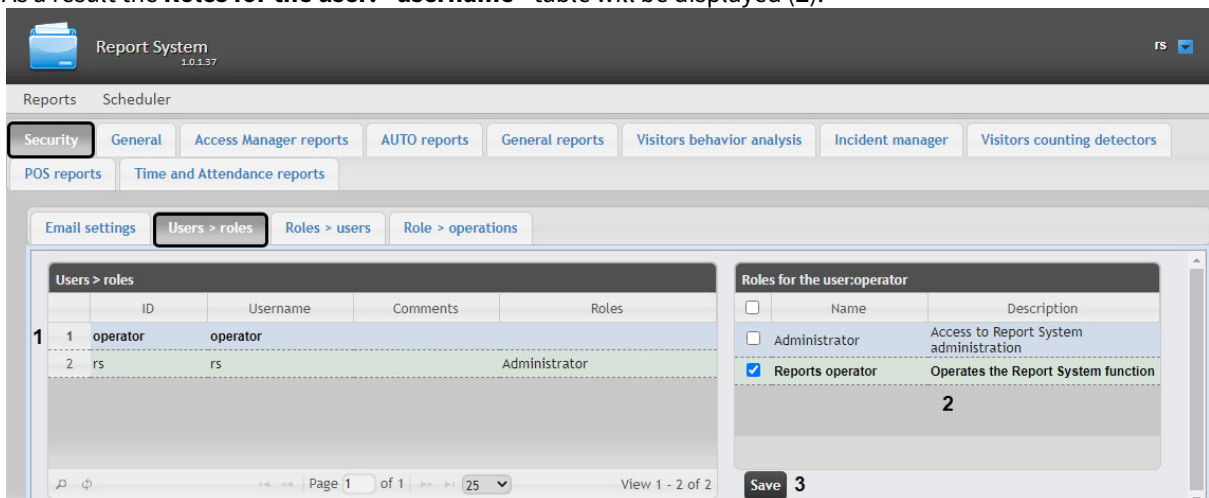 As a result the Roles for the user: "username" table will be displayed (2).
Report System
1.0.1.37
rs
Reports Scheduler
Security General Access Manager reports AUTO reports General reports Visitors behavior analysis Incident manager Visitors counting detectors
POS reports Time and Attendance reports
Email settings Users > roles Roles > users Role > operations
Users > roles Roles for the user:operator
ID Username Comments Roles Name Description
1 1 operator operator Administrator Access to Report System administration
2 rs rs Administrator Reports operator Operates the Report System function
2
Page 1 of 1 25 View 1 - 2 of 2 Save 3